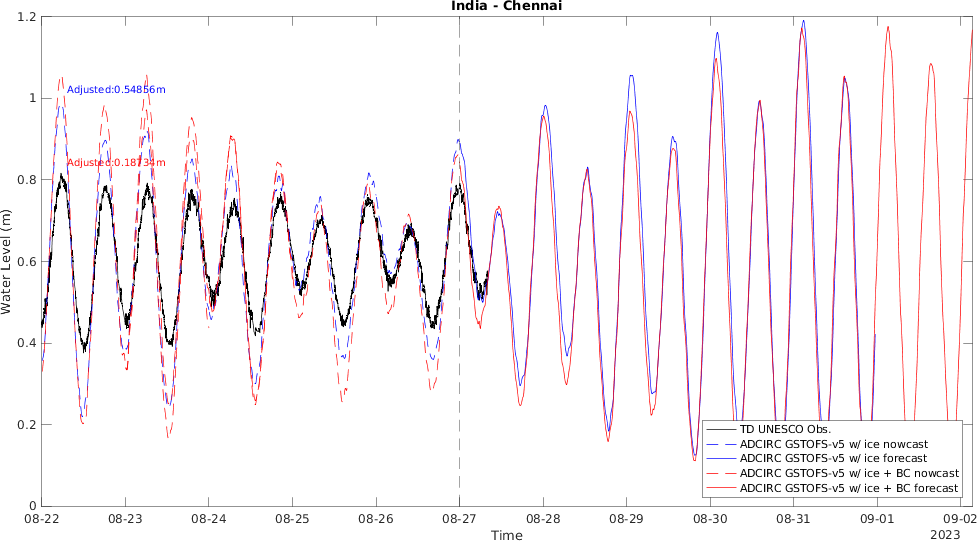 India - Chennai
1.2
1
0.8
0.6
0.4
0.2
0
Water Level (m)
Adjusted:0.54856m
Adjusted:0.18734m
TD UNESCO Obs.
ADCIRC GSTOFS-v5 w/ ice nowcast
ADCIRC GSTOFS-v5 w/ ice forecast
ADCIRC GSTOFS-v5 w/ ice + BC nowcast
ADCIRC GSTOFS-v5 w/ ice + BC forecast
08-22 08-23 08-24 08-25 08-26 08-27 08-28 08-29 08-30 08-31 09-01 09-02
Time
2023